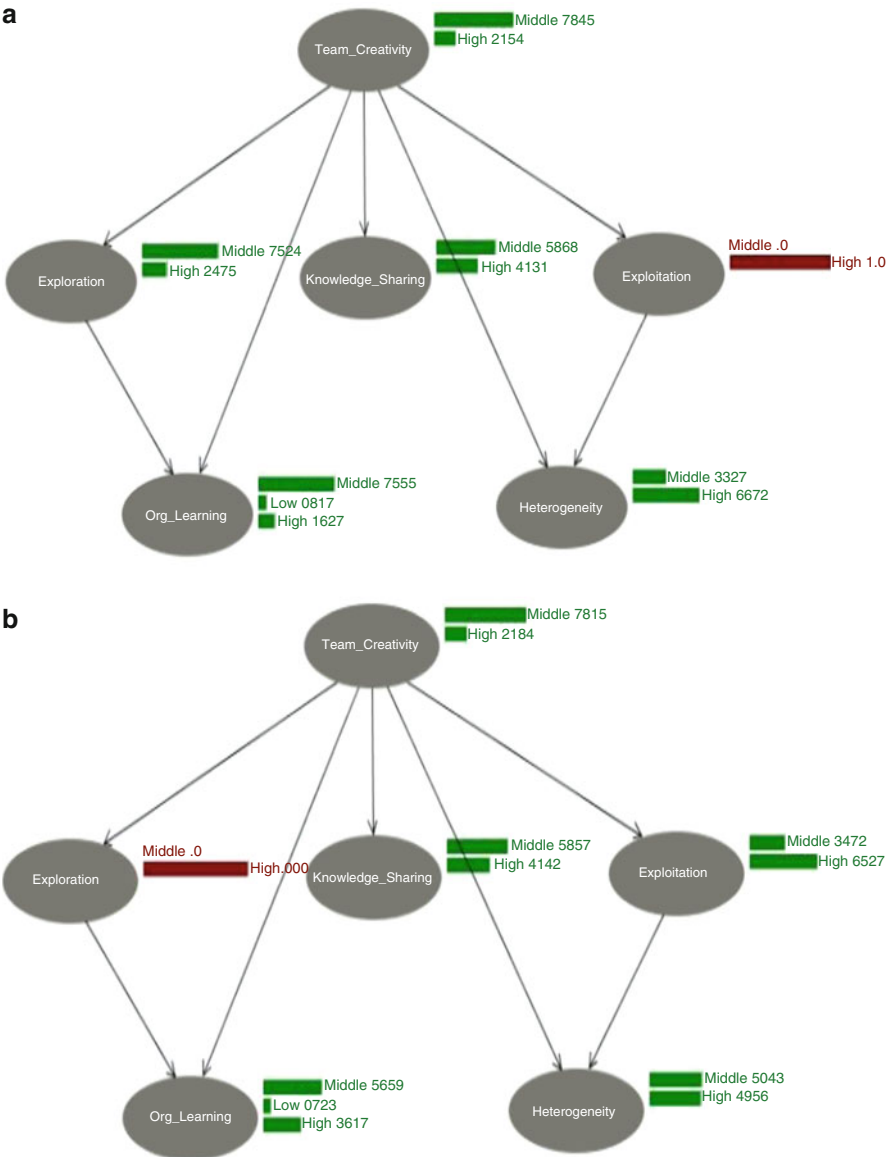 a
Middle 7845
High 2154
Team_Creativity
Middle 7524
High 2475
Exploration
Middle 5868
High 4131
Knowledge_Sharing
Middle .0
High 1.0
Exploitation
Middle 7555
Low 0817
High 1627
Org_Learning
Middle 3327
High 6672
Heterogeneity
b
Middle 7815
High 2184
Team_Creativity
Middle .0
High.000
Exploration
Middle 5857
High 4142
Knowledge_Sharing
Middle 3472
High 6527
Exploitation
Middle 5659
Low 0723
High 3617
Org_Learning
Middle 5043
High 4956
Heterogeneity